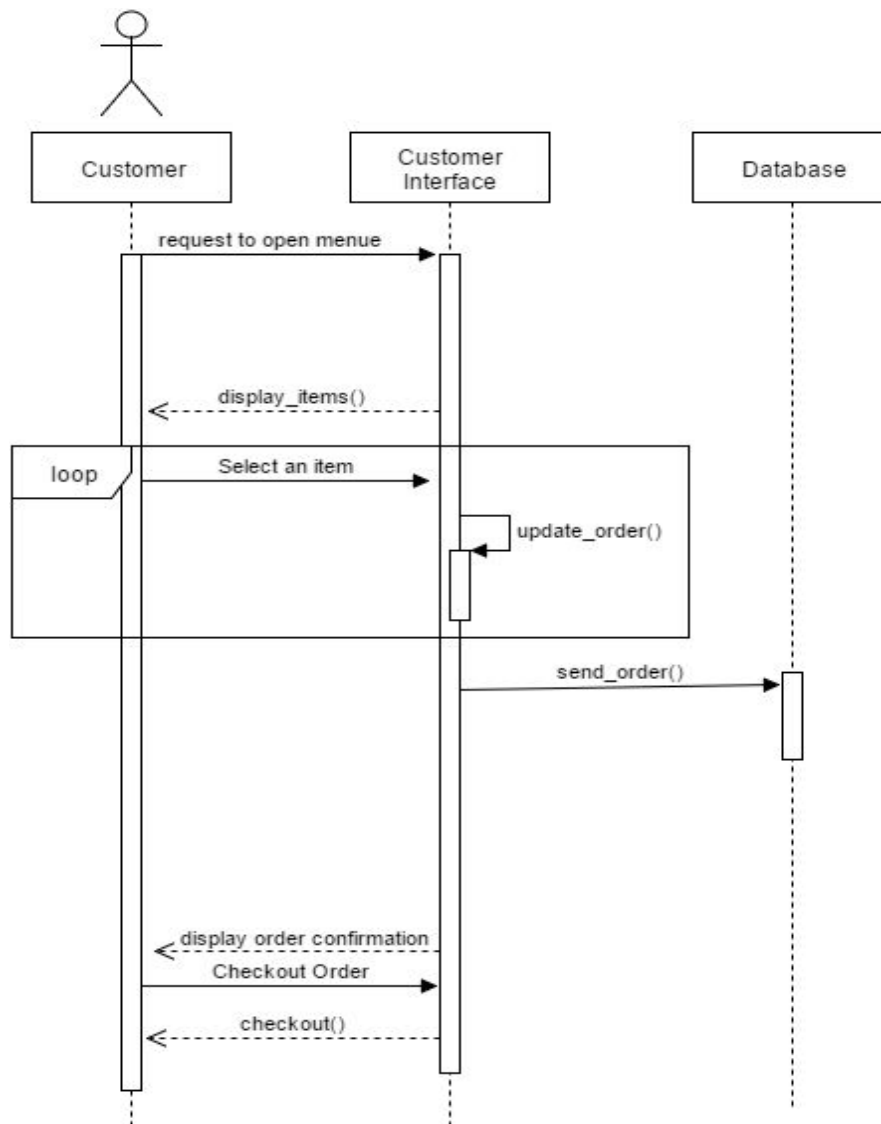 Customer
Customer
Interface
Database
request to open menue
display_items()
loop
Select an item
update_order()
send_order()
display order confirmation
Checkout Order
checkout()